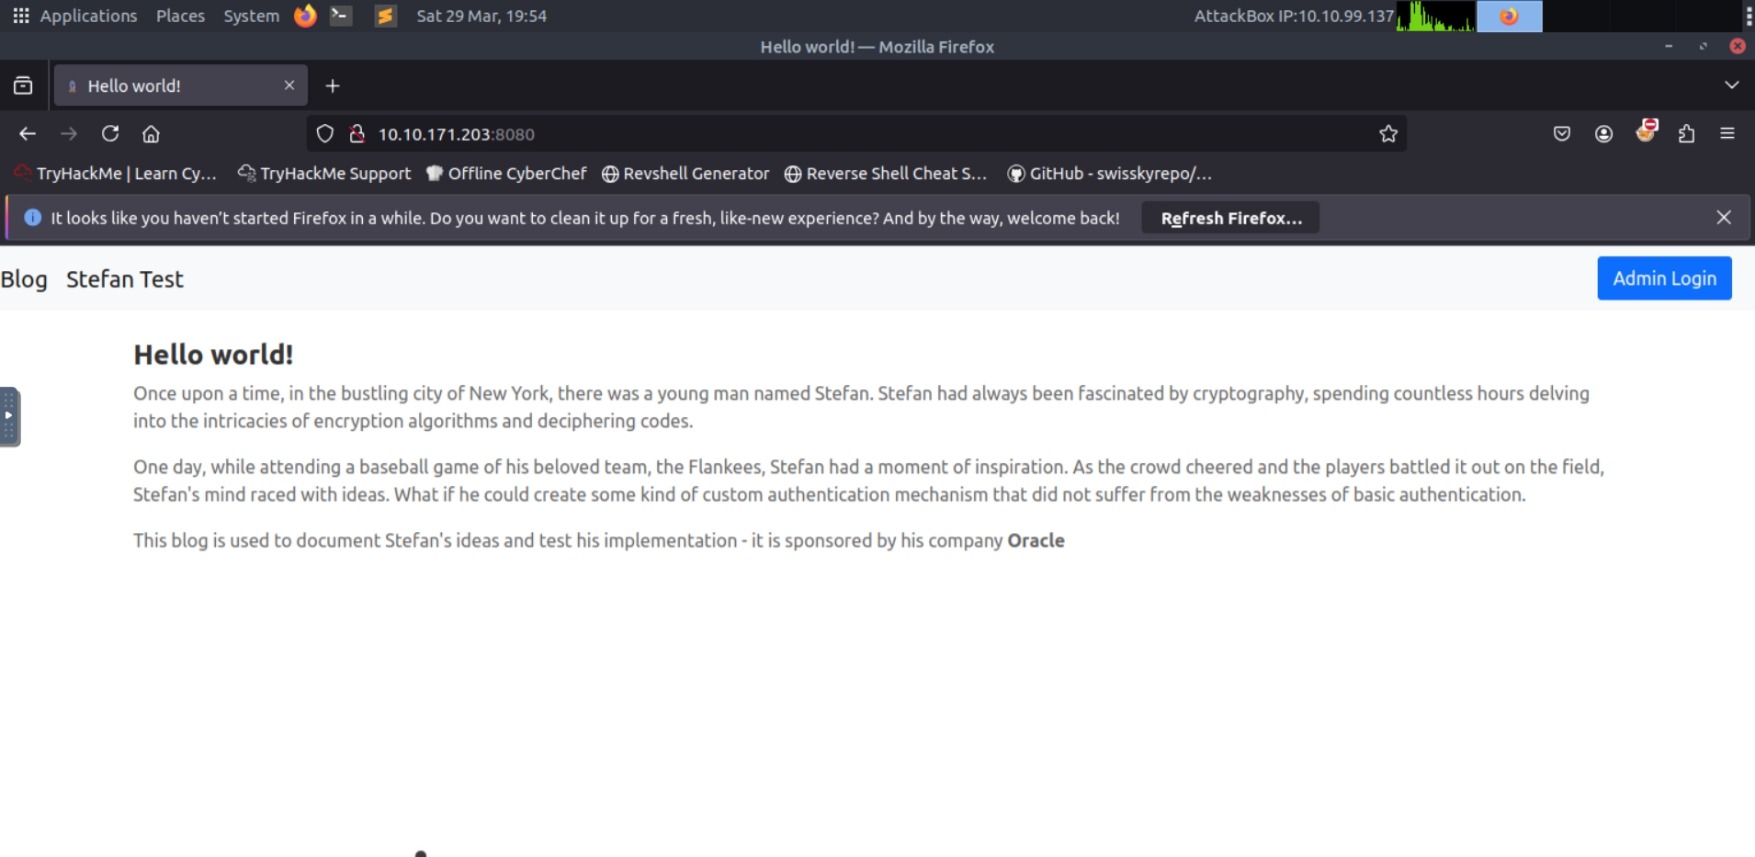 Applications Places System Sat 29 Mar, 19:54 AttackBox IP:10.10.99.137
Hello world! — Mozilla Firefox
Hello world!
10.10.171.203:8080
TryHackMe | Learn Cy... TryHackMe Support Offline CyberChef Revshell Generator Reverse Shell Cheat S... GitHub - swisskyrepo/...
It looks like you haven't started Firefox in a while. Do you want to clean it up for a fresh, like-new experience? And by the way, welcome back! Refresh Firefox...
Blog Stefan Test Admin Login
Hello world!
Once upon a time, in the bustling city of New York, there was a young man named Stefan. Stefan had always been fascinated by cryptography, spending countless hours delving
into the intricacies of encryption algorithms and deciphering codes.
One day, while attending a baseball game of his beloved team, the Flankees, Stefan had a moment of inspiration. As the crowd cheered and the players battled it out on the field,
Stefan's mind raced with ideas. What if he could create some kind of custom authentication mechanism that did not suffer from the weaknesses of basic authentication.
This blog is used to document Stefan's ideas and test his implementation - it is sponsored by his company Oracle